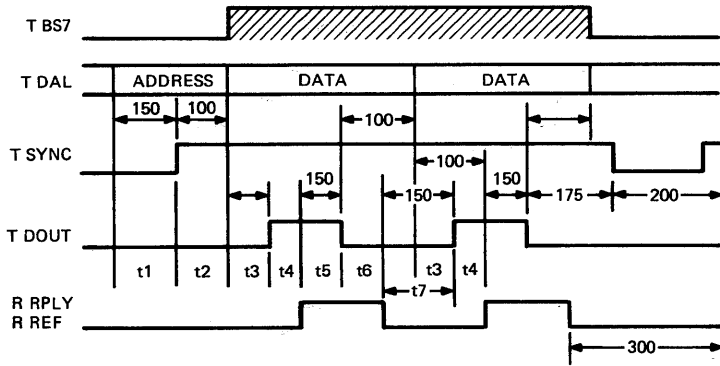 T BS7
T DAL ADDRESS DATA DATA
150 100 100
T SYNC 100
150 150 150 175 200
T DOUT
t1 t2 t3 t4 t5 t6 t3 t4
t7
R RPLY
R REF
300